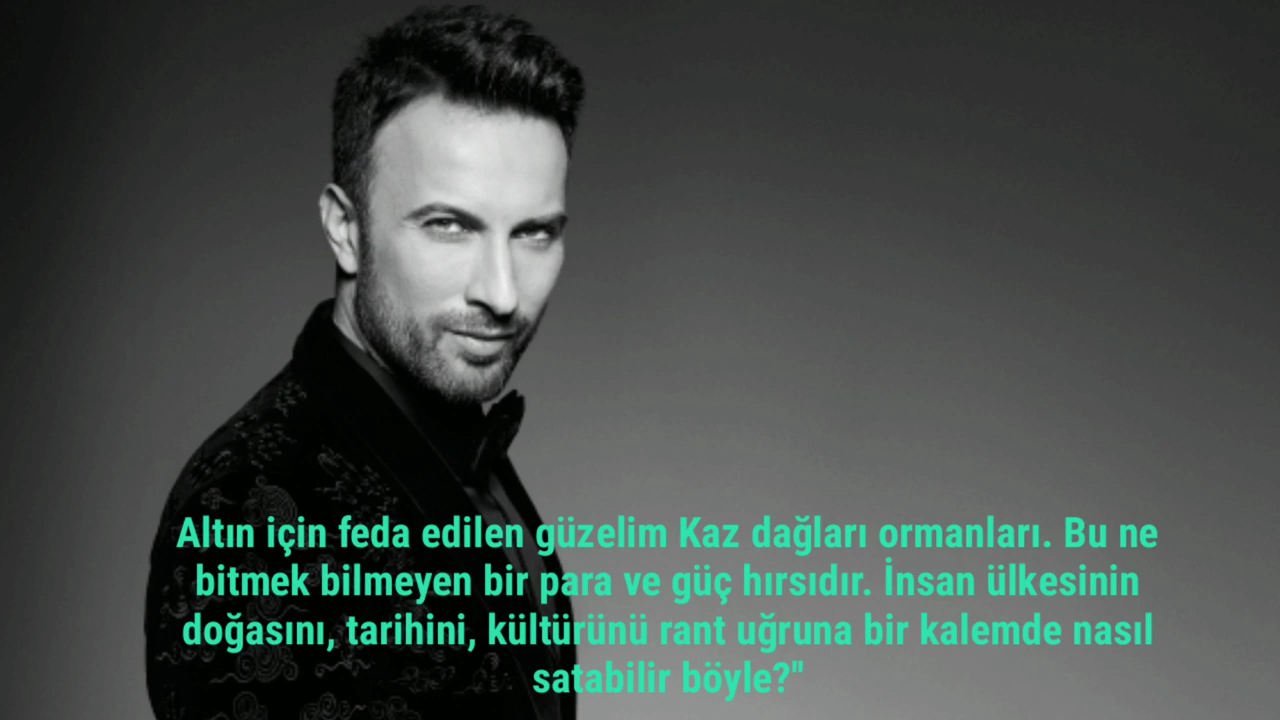 Altın için feda edilen güzelim Kaz dağları ormanları. Bu ne
bitmek bilmeyen bir para ve güç hırsıdır. İnsan ülkesinin
doğasını, tarihini, kültürünü rant uğruna bir kalemde nasıl
satabilir böyle?"